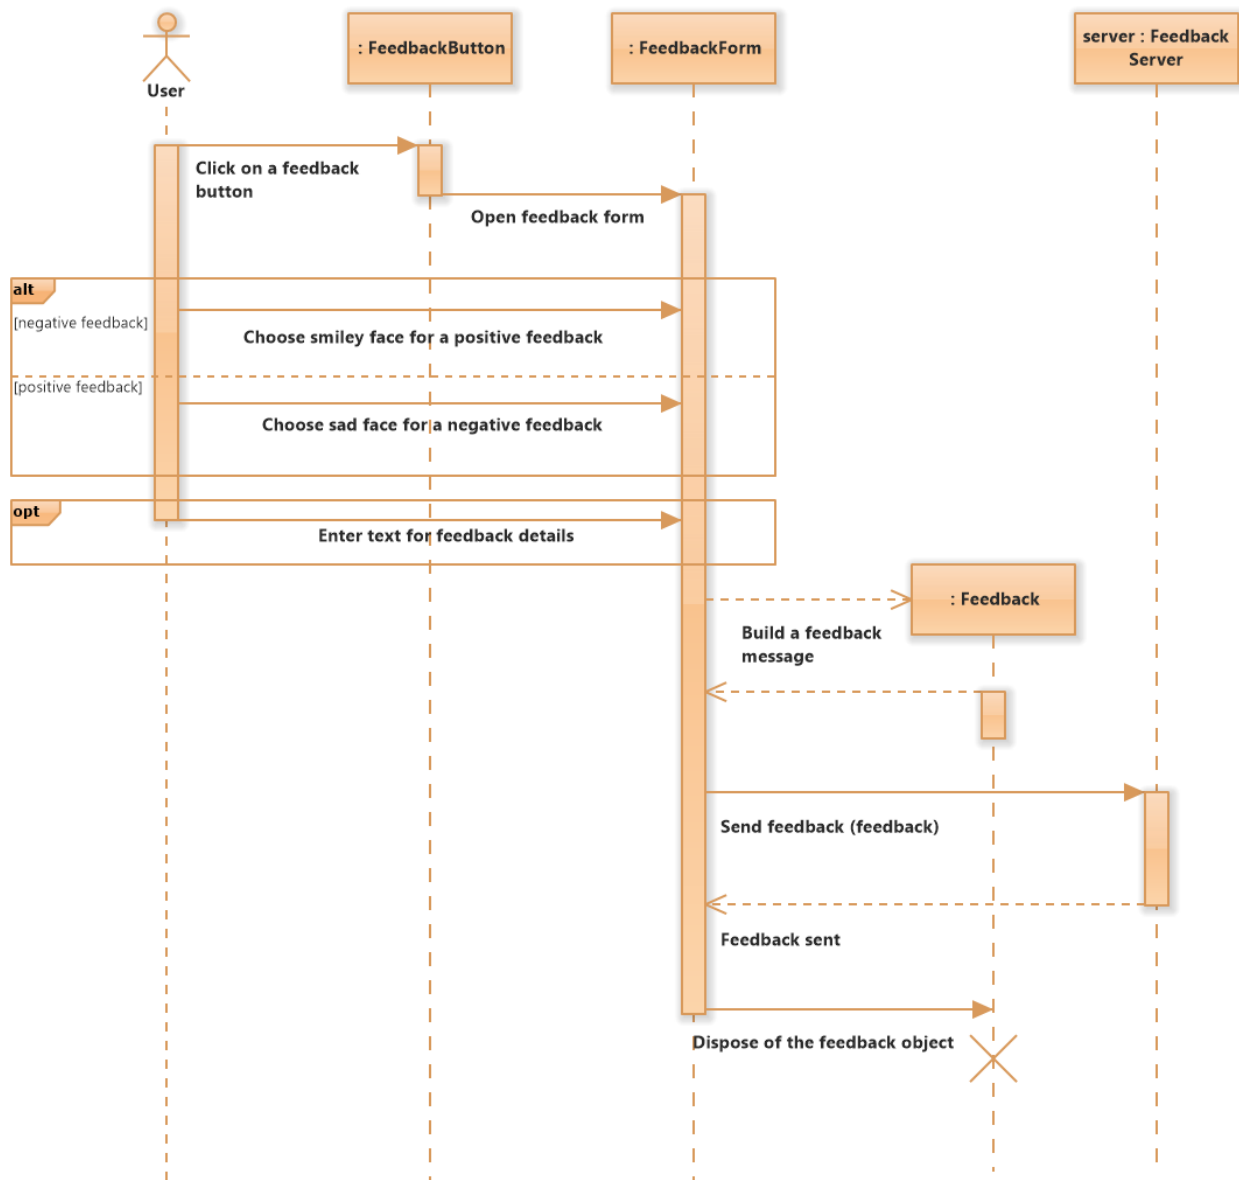 User
: FeedbackButton
: FeedbackForm
server : Feedback
Server
Click on a feedback
button
Open feedback form
alt
[negative feedback]
Choose smiley face for a positive feedback
[positive feedback]
Choose sad face for a negative feedback
opt
Enter text for feedback details
: Feedback
Build a feedback
message
Send feedback (feedback)
Feedback sent
Dispose of the feedback object